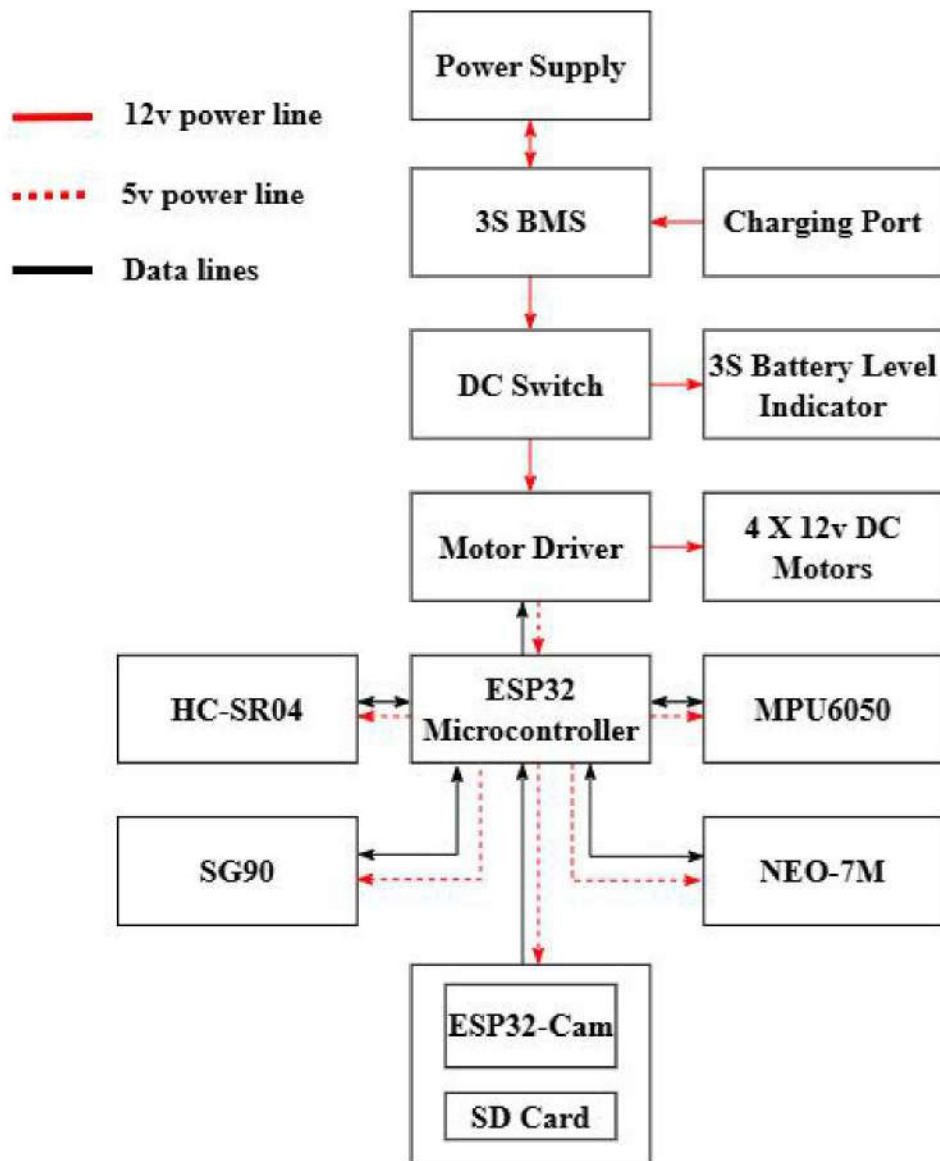 Power Supply
12v power line
5v power line
Data lines
3S BMS
Charging Port
DC Switch
3S Battery Level
Indicator
Motor Driver
4 X 12v DC
Motors
HC-SR04
ESP32
Microcontroller
MPU6050
SG90
NEO-7M
ESP32-Cam
SD Card